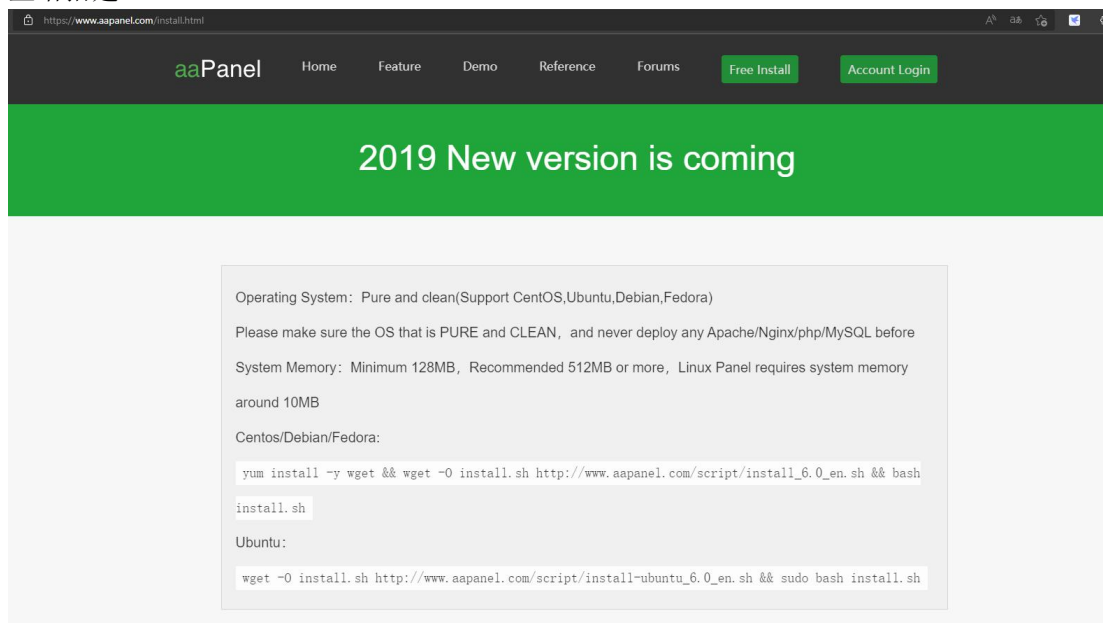 https://www.aapanel.com/install.html
aaPanel Home Feature Demo Reference Forums Free Install Account Login
2019 New version is coming
Operating System：Pure and clean(Support CentOS,Ubuntu,Debian,Fedora)
Please make sure the OS that is PURE and CLEAN，and never deploy any Apache/Nginx/php/MySQL before
System Memory：Minimum 128MB，Recommended 512MB or more，Linux Panel requires system memory
around 10MB
Centos/Debian/Fedora:
yum install -y wget && wget -O install.sh http://www.aapanel.com/script/install_6.0_en.sh && bash
install.sh
Ubuntu：
wget -O install.sh http://www.aapanel.com/script/install-ubuntu_6.0_en.sh && sudo bash install.sh